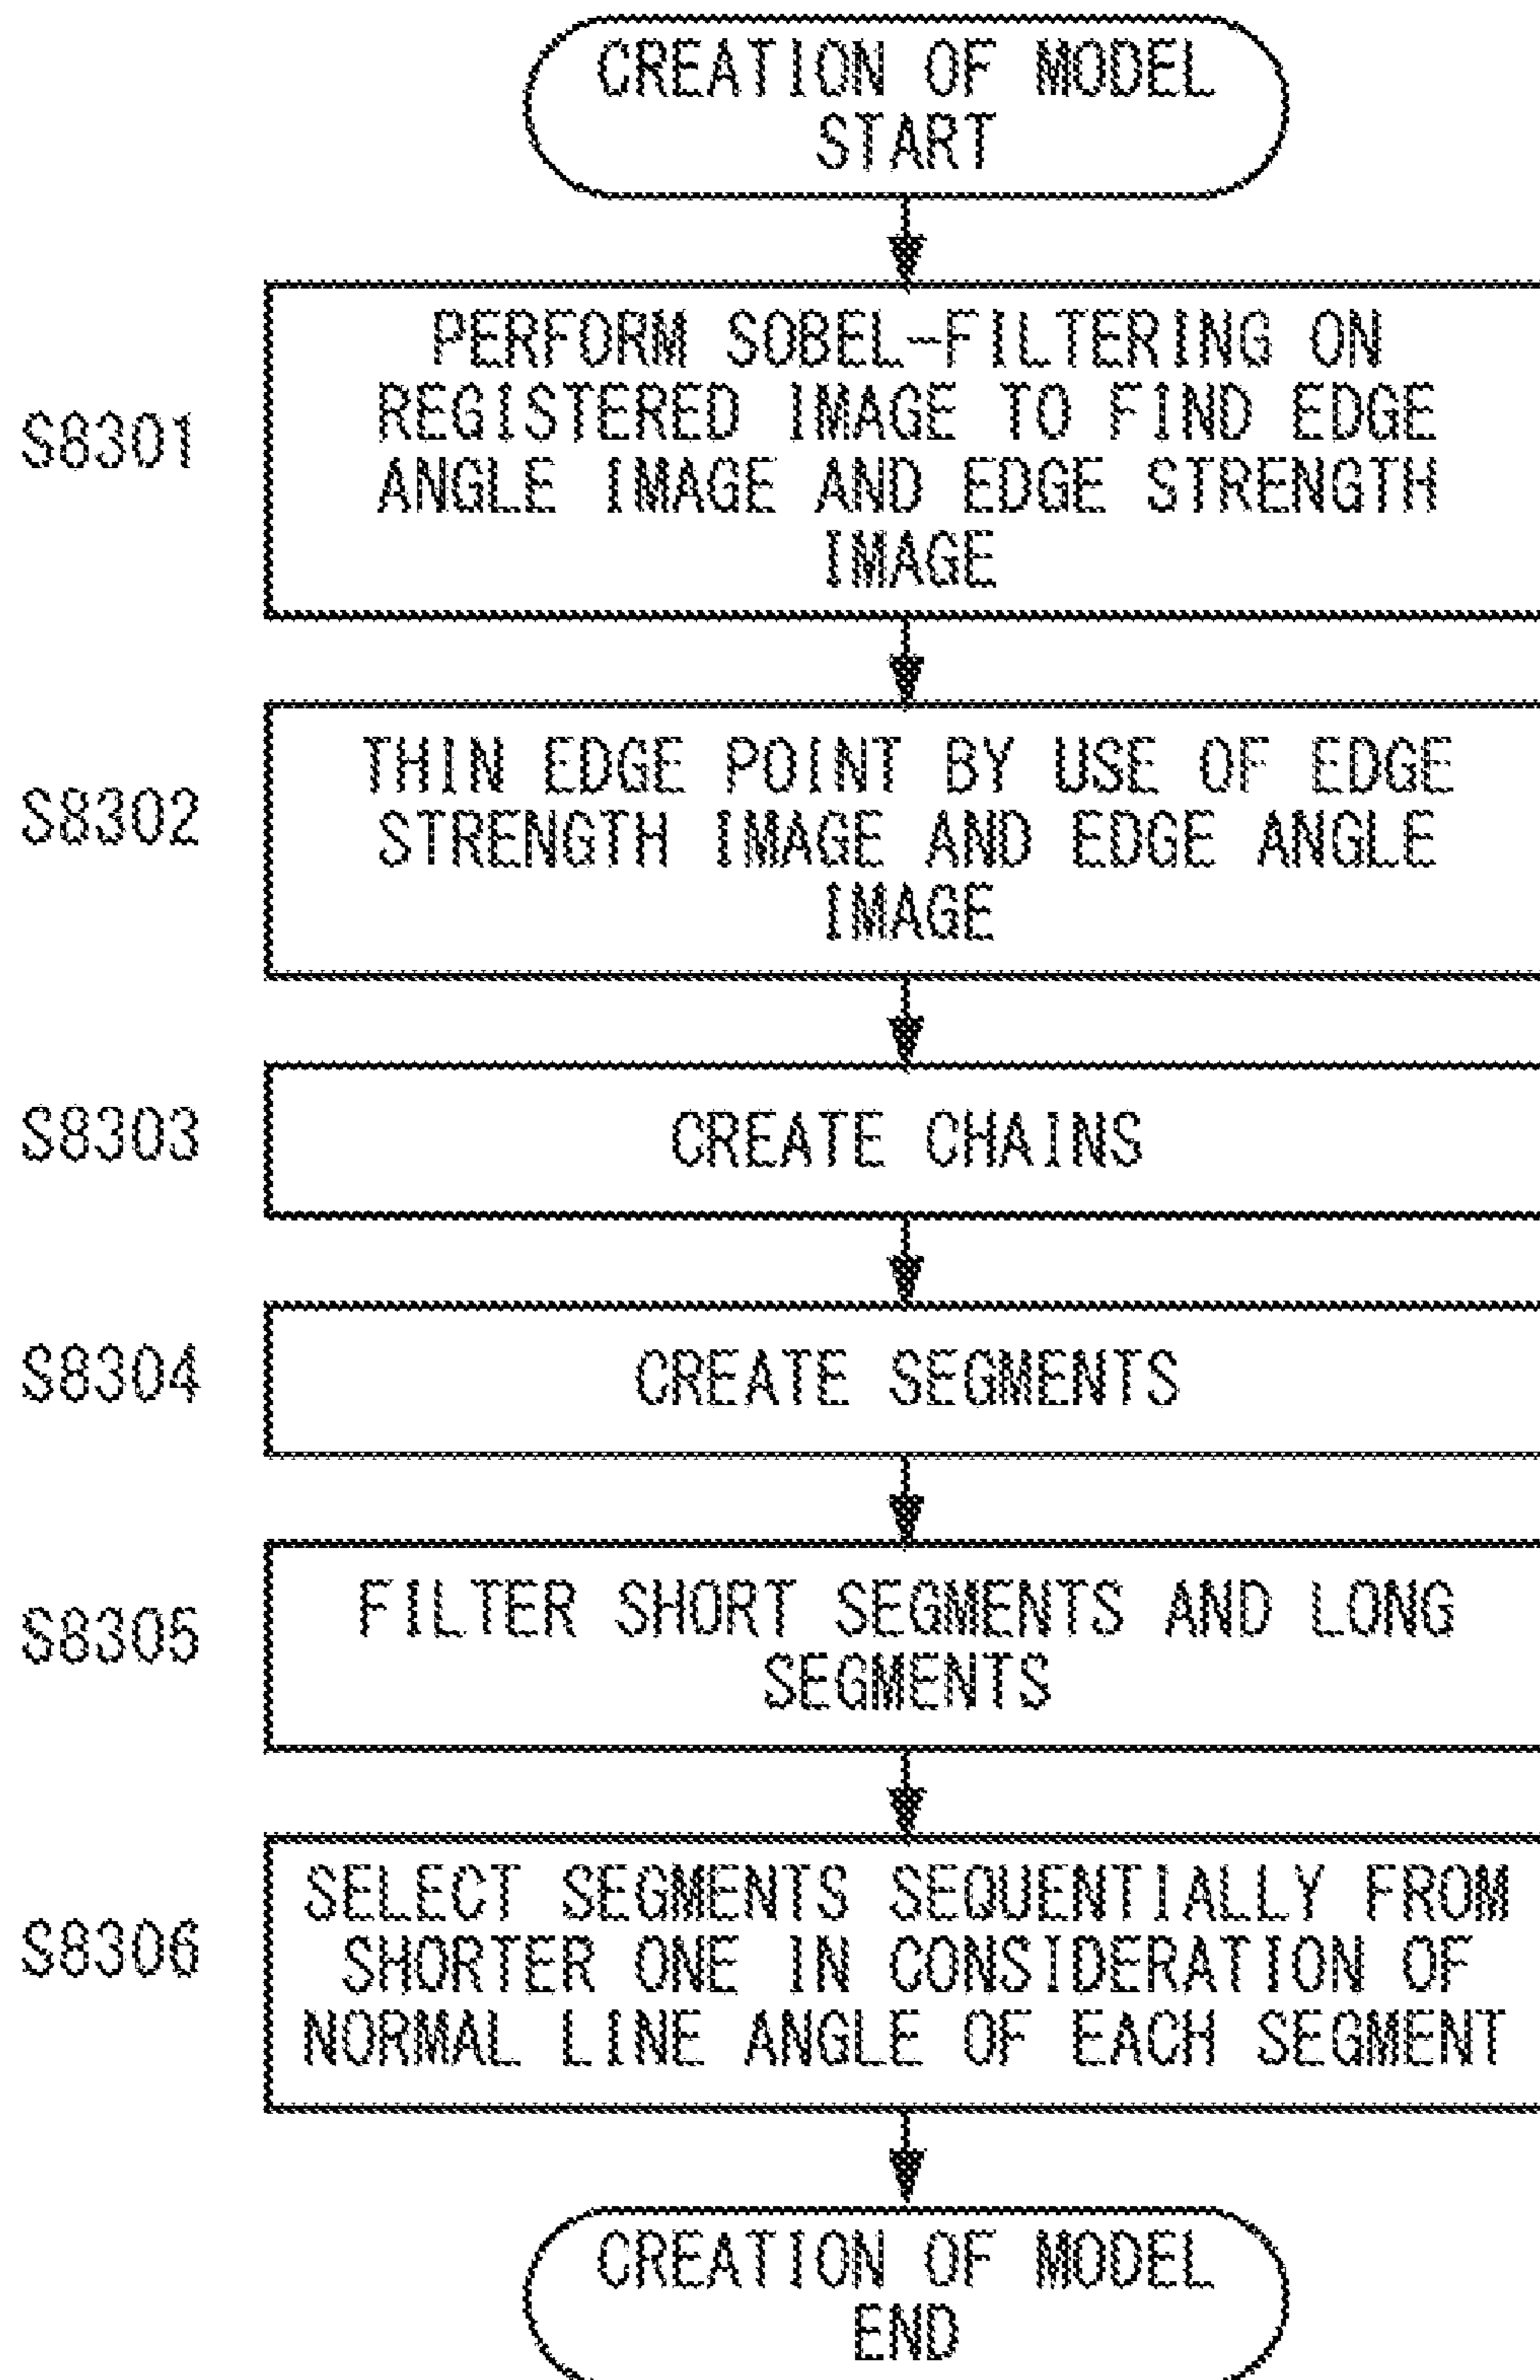 CREATION OF MODEL
START
S8301
PERFORM SOBEL-FILTERING ON
REGISTERED IMAGE TO FIND EDGE
ANGLE IMAGE AND EDGE STRENGTH
IMAGE
S8302
THIN EDGE POINT BY USE OF EDGE
STRENGTH IMAGE AND EDGE ANGLE
IMAGE
S8303
CREATE CHAINS
S8304
CREATE SEGMENTS
S8305
FILTER SHORT SEGMENTS AND LONG
SEGMENTS
S8306
SELECT SEGMENTS SEQUENTIALLY FROM
SHORTER ONE IN CONSIDERATION OF
NORMAL LINE ANGLE OF EACH SEGMENT
CREATION OF MODEL
END